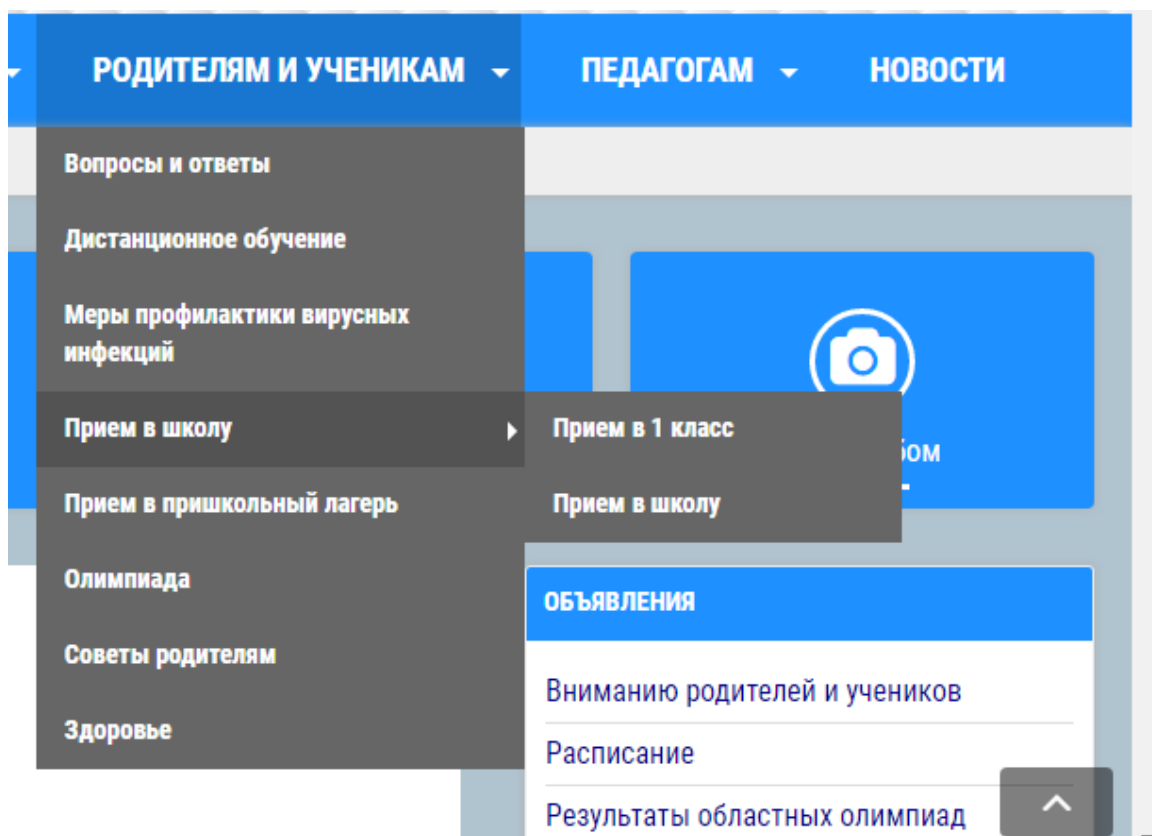 РОДИТЕЛЯМ И УЧЕНИКАМ
ПЕДАГОГАМ
НОВОСТИ
Вопросы и ответы
Дистанционное обучение
Меры профилактики вирусных
инфекций
Прием в школу
Прием в 1 класс
Прием в школу
Прием в пришкольный лагерь
Олимпиада
Советы родителям
Здоровье
ОБЪЯВЛЕНИЯ
Вниманию родителей и учеников
Расписание
Результаты областных олимпиад